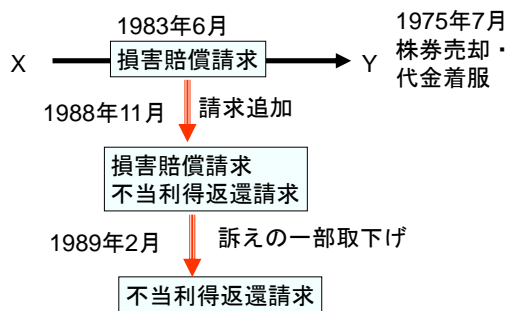 1983年6月
1975年7月
株券売却・
代金着服
X
損害賠償請求
Y
1988年11月
請求追加
損害賠償請求
不当利得返還請求
1989年2月
訴えの一部取下げ
不当利得返還請求